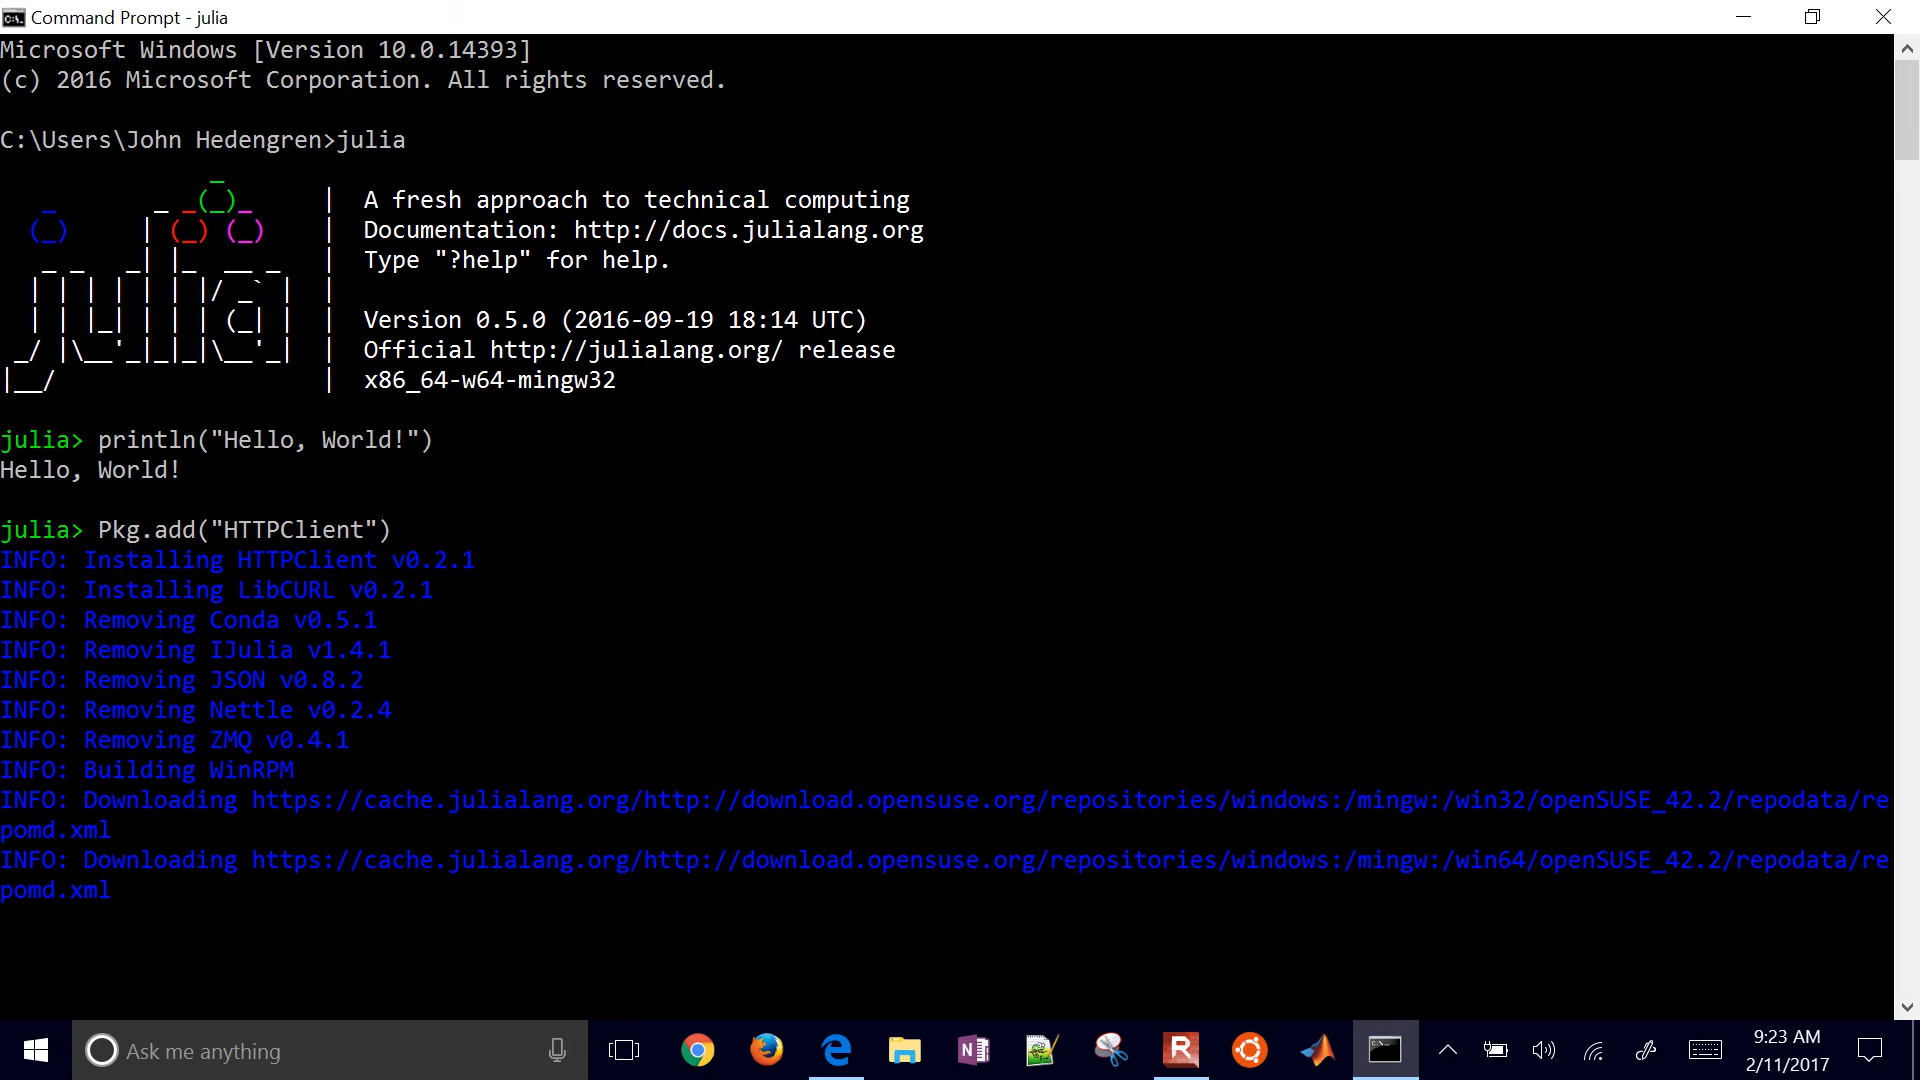 Command Prompt - julia
Microsoft Windows [Version 10.0.14393]
(c) 2016 Microsoft Corporation. All rights reserved.
C:\Users\John Hedengren>julia
julia
A fresh approach to technical computing
Documentation: http://docs.julialang.org
Type "?help" for help.
Version 0.5.0 (2016-09-19 18:14 UTC)
Official http://julialang.org/ release
x86_64-w64-mingw32
julia> println("Hello, World!")
Hello, World!
julia> Pkg.add("HTTPClient")
INFO: Installing HTTPClient v0.2.1
INFO: Installing LibCURL v0.2.1
INFO: Removing Conda v0.5.1
INFO: Removing IJulia v1.4.1
INFO: Removing JSON v0.8.2
INFO: Removing Nettle v0.2.4
INFO: Removing ZMQ v0.4.1
INFO: Building WinRPM
INFO: Downloading https://cache.julialang.org/http://download.opensuse.org/repositories/windows:/mingw:/win32/openSUSE_42.2/repodata/re
pomd.xml
INFO: Downloading https://cache.julialang.org/http://download.opensuse.org/repositories/windows:/mingw:/win64/openSUSE_42.2/repodata/re
pomd.xml
Ask me anything
9:23 AM
2/11/2017